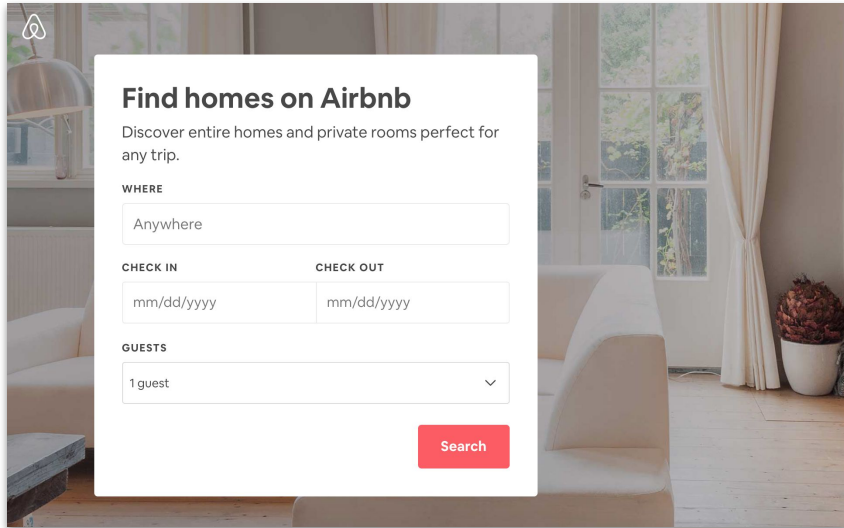 Find homes on Airbnb
Discover entire homes and private rooms perfect for
any trip.
WHERE
Anywhere
CHECK IN CHECK OUT
mm/dd/yyyy mm/dd/yyyy
GUESTS
1 guest
Search